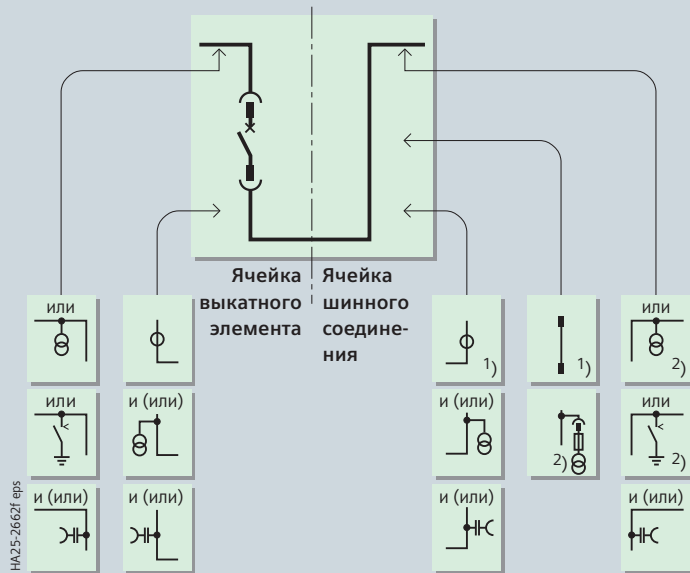 Ячейка
выкатного
элемента
Ячейка
шинного
соедине-
ния
или
1)
1)
или
2)
или
и (или)
и (или)
2)
или
2)
и (или)
и (или)
и (или)
и (или)
HA25-2662f eps